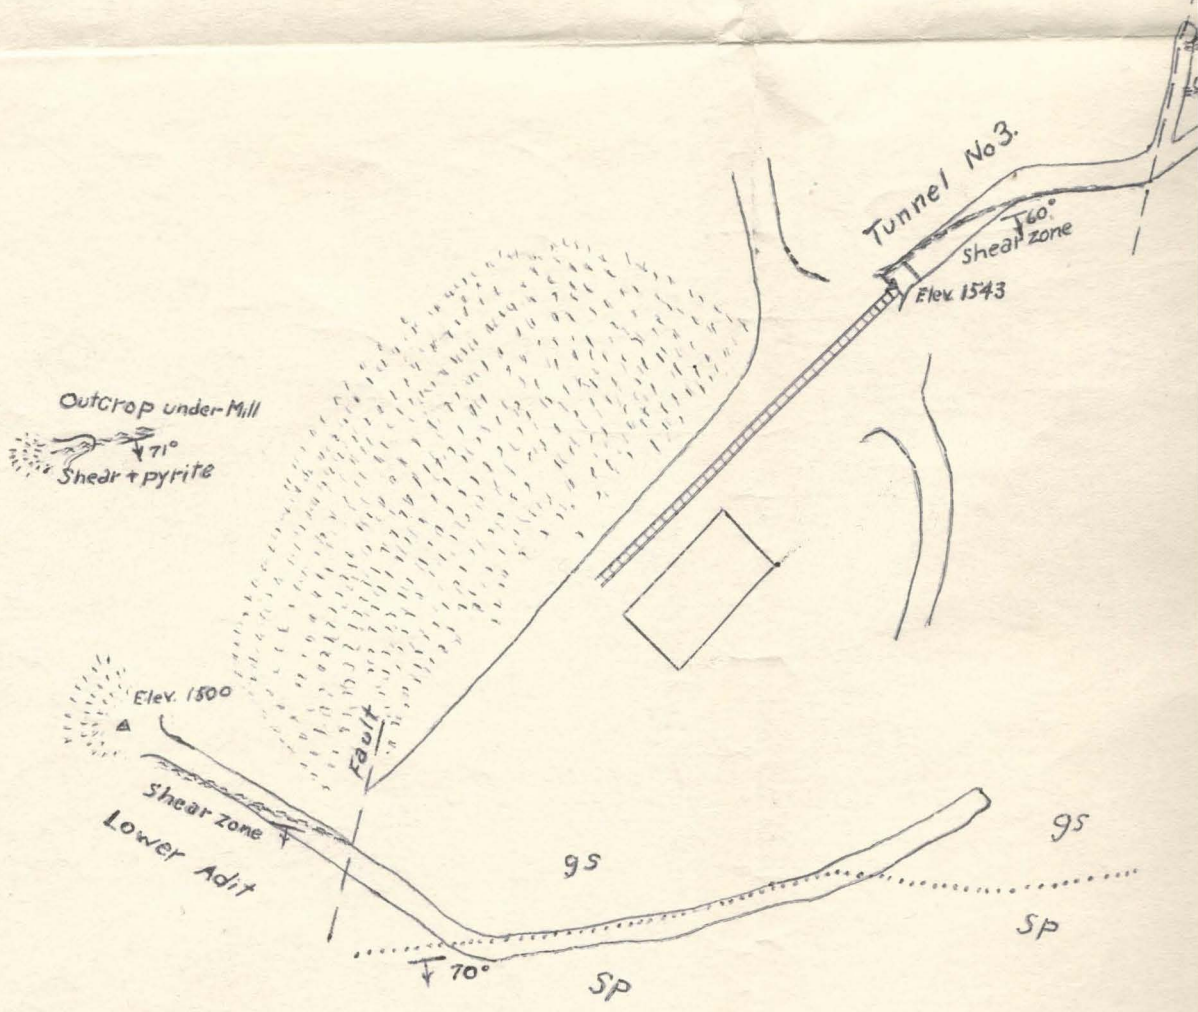 Tunnel No 3.
60°
Shear zone
Elev. 1543
Outcrop under Mill
71°
Shear + pyrite
Elev. 1500
Fault
Shear zone
Lower Adit
gs
gs
70°
Sp
Sp